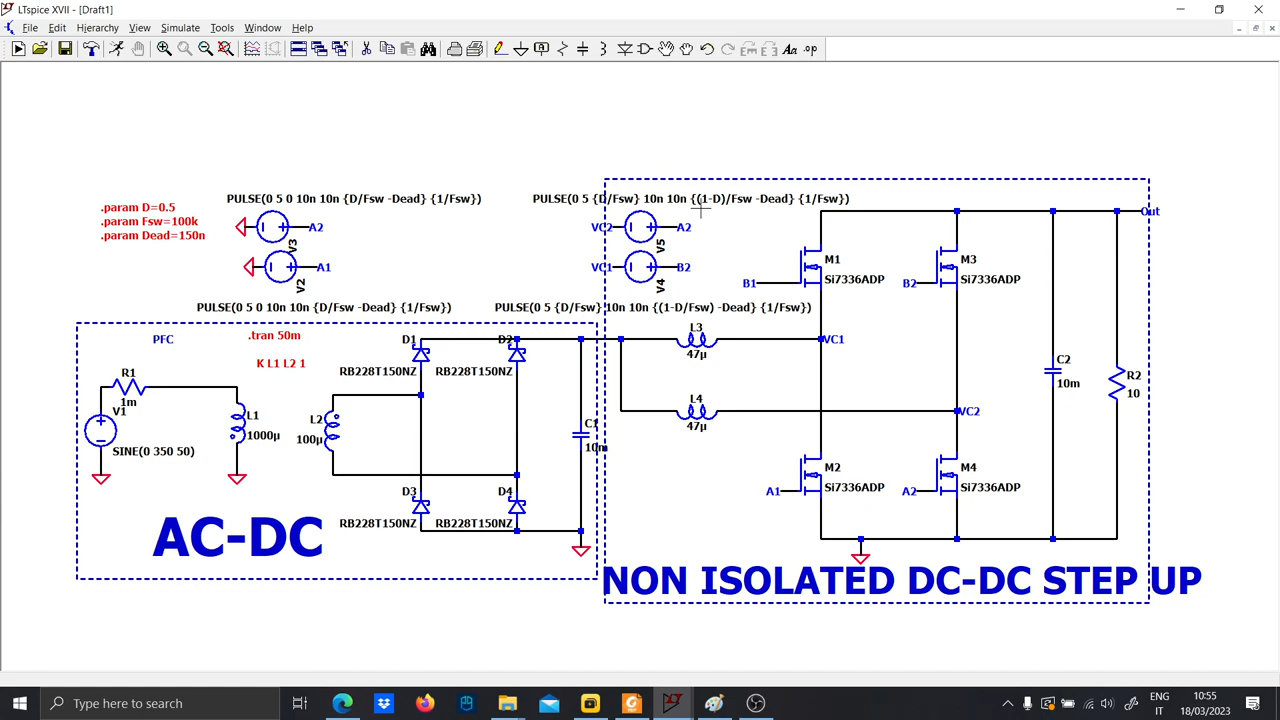 LTspice XVII - [Draft1]
File Edit Hierarchy View Simulate Tools Window Help
Aa .op
PULSE(0 5 0 10n 10n {D/Fsw -Dead} {1/Fsw})
PULSE(0 5 {D/Fsw} 10n 10n {(1-D)/Fsw -Dead} {1/Fsw})
.param D=0.5
.param Fsw=100k
.param Dead=150n
A2
V3
A1
V2
VC2
A2
V5
VC1
B2
V4
Out
M1
Si7336ADP
B1
M3
Si7336ADP
B2
PULSE(0 5 0 10n 10n {D/Fsw -Dead} {1/Fsw})
PULSE(0 5 {D/Fsw} 10n 10n {(1-D/Fsw) -Dead} {1/Fsw})
PFC
.tran 50m
K L1 L2 1
D1
RB228T150NZ
D2
RB228T150NZ
L3
47µ
VC1
R1
1m
V1
SINE(0 350 50)
L1
1000µ
L2
100µ
C1
10m
L4
47µ
VC2
C2
10m
R2
10
D3
RB228T150NZ
D4
RB228T150NZ
A1
M2
Si7336ADP
A2
M4
Si7336ADP
AC-DC
NON ISOLATED DC-DC STEP UP
Type here to search
ENG
IT
10:55
18/03/2023